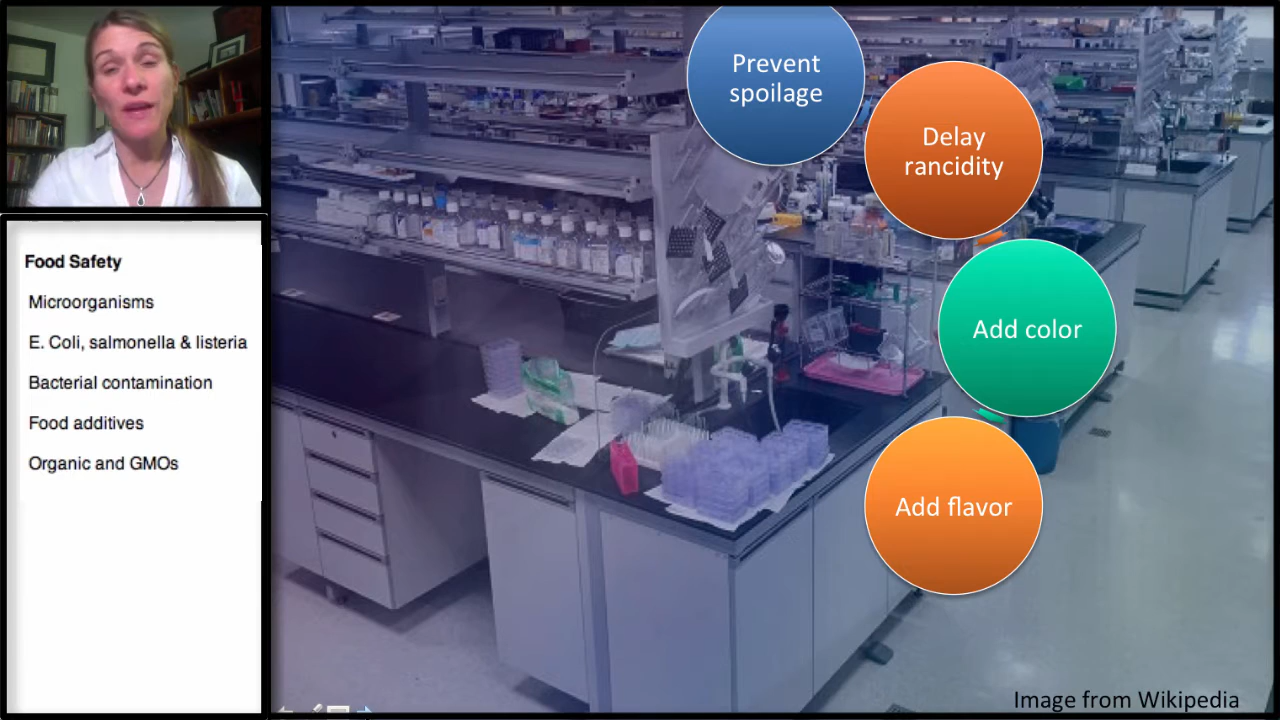 Food Safety
Microorganisms
E. Coli, salmonella & listeria
Bacterial contamination
Food additives
Organic and GMOs
Prevent
spoilage
Delay
rancidity
Add color
Add flavor
Image from Wikipedia